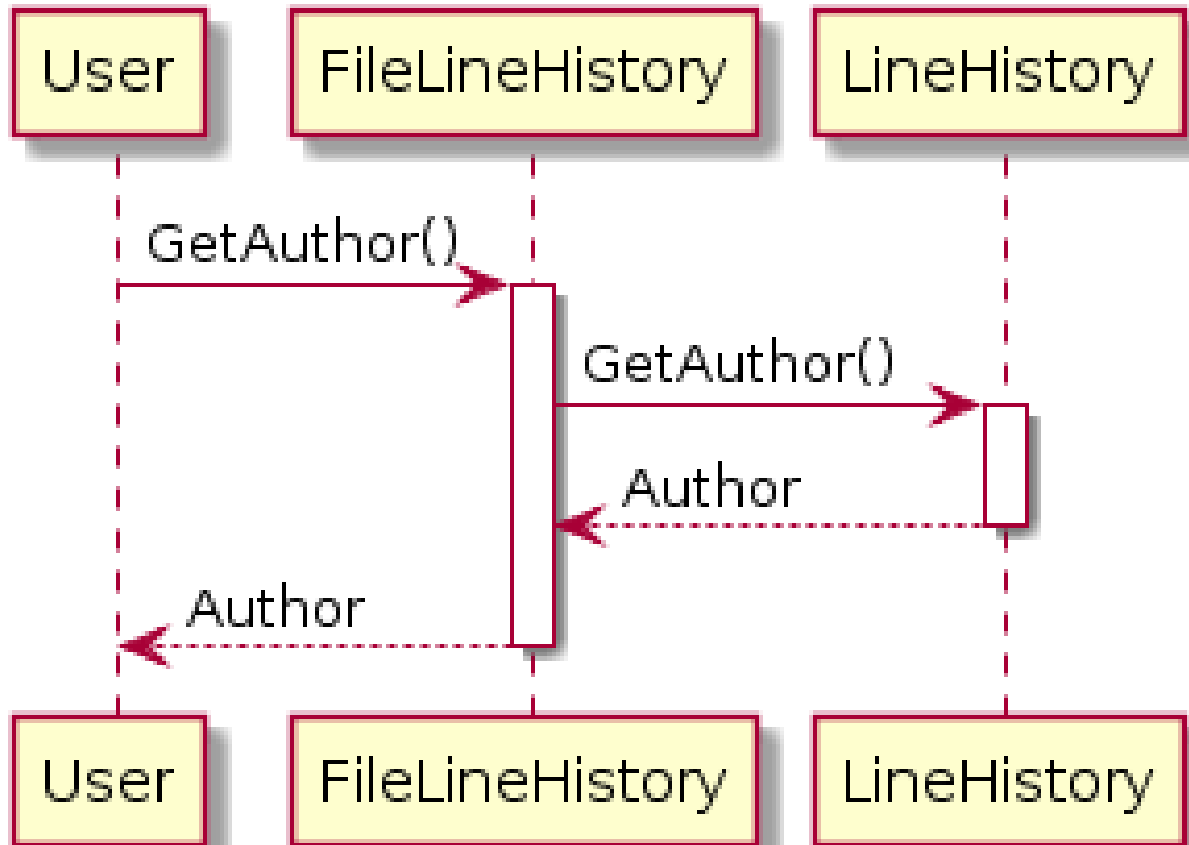 User
FileLineHistory
LineHistory
GetAuthor()
GetAuthor()
Author
Author
User
FileLineHistory
LineHistory